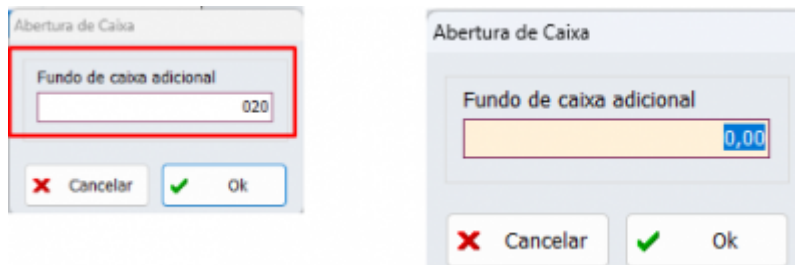 Abertura de Caixa
Fundo de caixa adicional
020
Cancelar
Ok
Abertura de Caixa
Fundo de caixa adicional
0,00
Cancelar
Ok